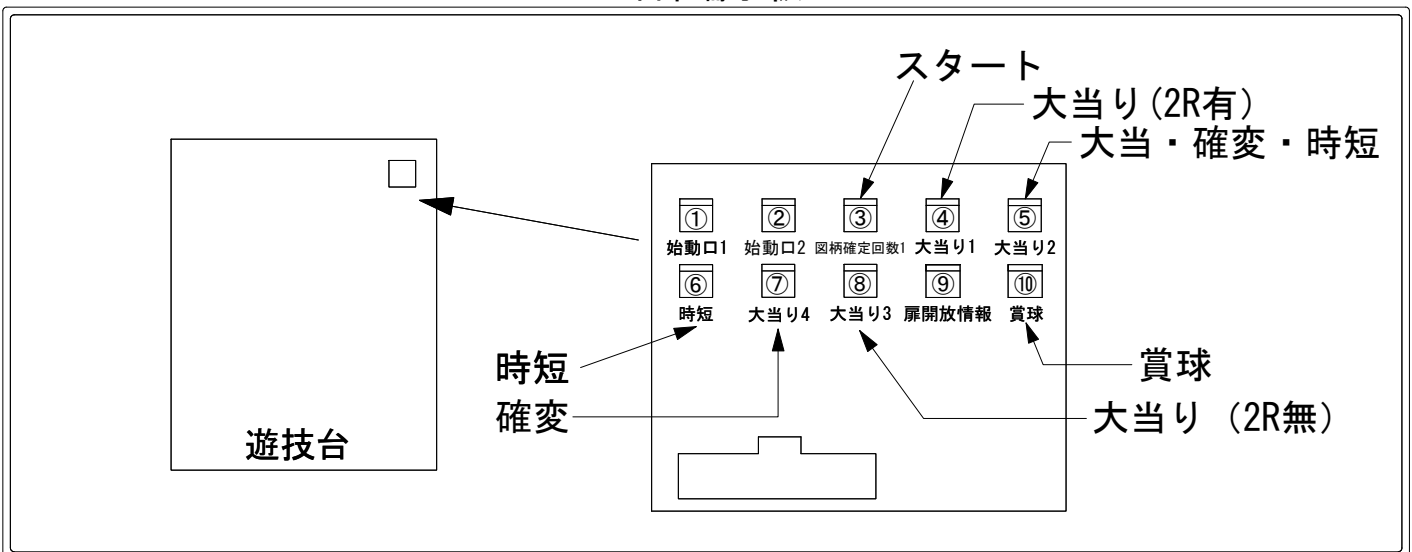 スタート
大当り(2R有)
大当・確変・時短
① ② ③ ④ ⑤
始動口1 始動口2 図柄確定回数1 大当り1 大当り2
⑥ ⑦ ⑧ ⑨ ⑩
時短 大当り4 大当り3 扉開放情報 賞球
時短
賞球
確変
大当り (2R無)
遊技台